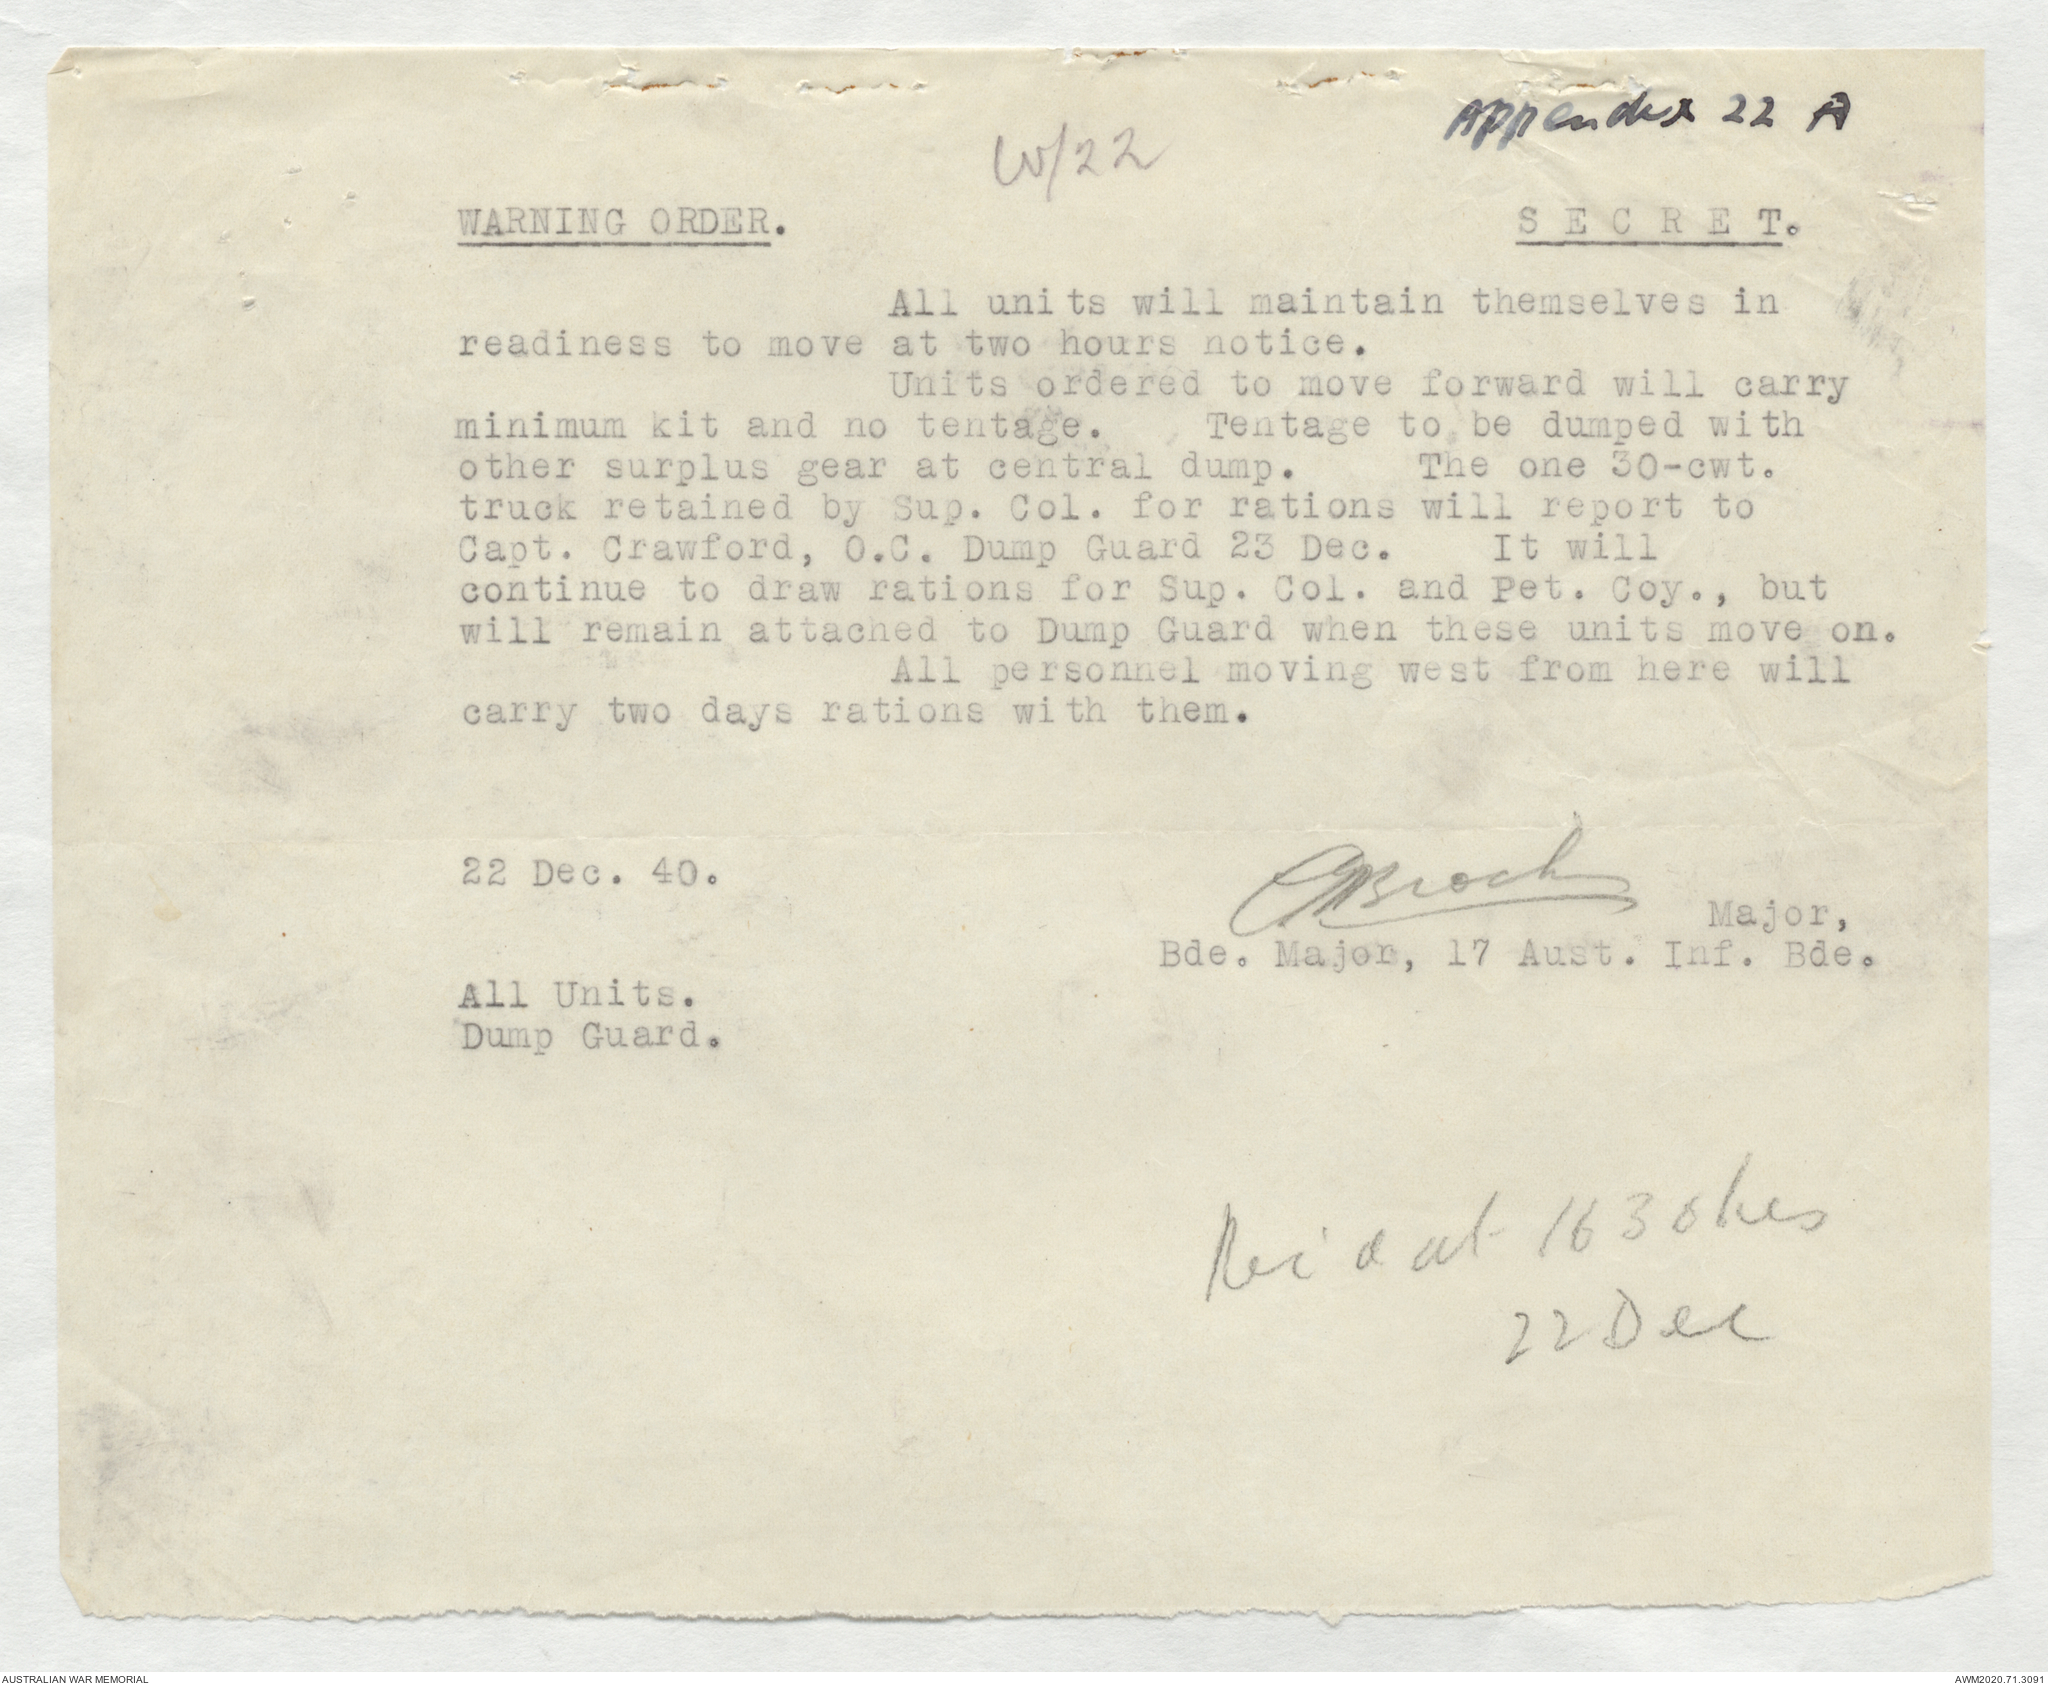 Appendix 22 A
W/22
WARNING ORDER.    S E C R E T.
All units will maintain themselves in
readiness to move at two hours notice.
Units ordered to move forward will carry
minimum kit and no tentage.    Tentage to be dumped with
other surplus gear at central dump.    The one 30-cwt.
truck retained by Sup. Col. for rations will report to
Capt. Crawford, O.C. Dump Guard 23 Dec.    It will
continue to draw rations for Sup. Col. and Pet. Coy., but
will remain attached to Dump Guard when these units move on.
All personnel moving west from here will
carry two days rations with them.
22 Dec. 40.
GBrock
Major,
Bde. Major, 17 Aust. Inf. Bde.
All Units.
Dump Guard.
Rec'd at 1630hrs
22 Dec
AUSTRALIAN WAR MEMORIAL    AWM2020.71.3091